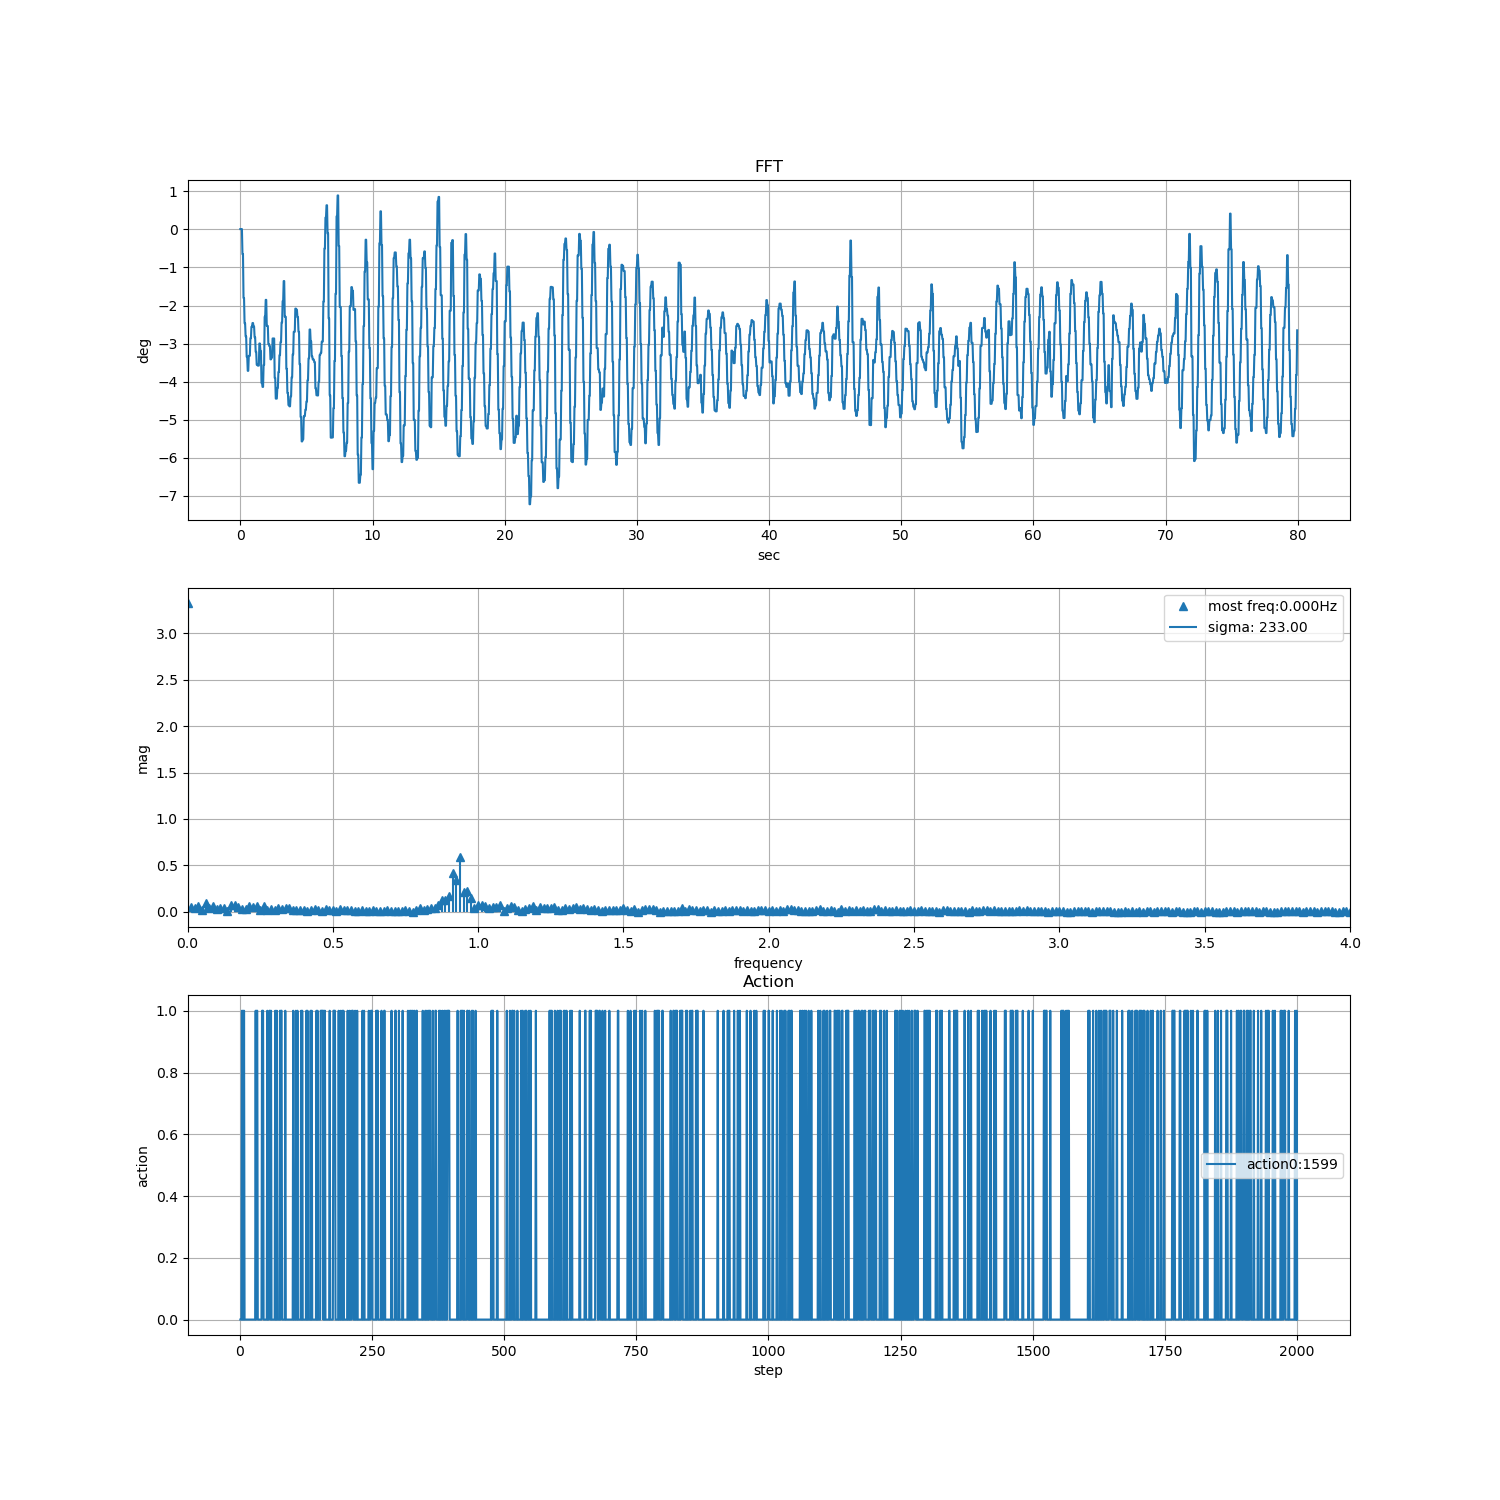 FFT
1
0
−1
−2
−3
−4
−5
−6
−7
deg
0 10 20 30 40 50 60 70 80
sec
most freq:0.000Hz
sigma: 233.00
3.0
2.5
2.0
1.5
1.0
0.5
0.0
mag
0.0 0.5 1.0 1.5 2.0 2.5 3.0 3.5 4.0
frequency
Action
1.0
0.8
0.6
0.4
0.2
0.0
action
action0:1599
0 250 500 750 1000 1250 1500 1750 2000
step